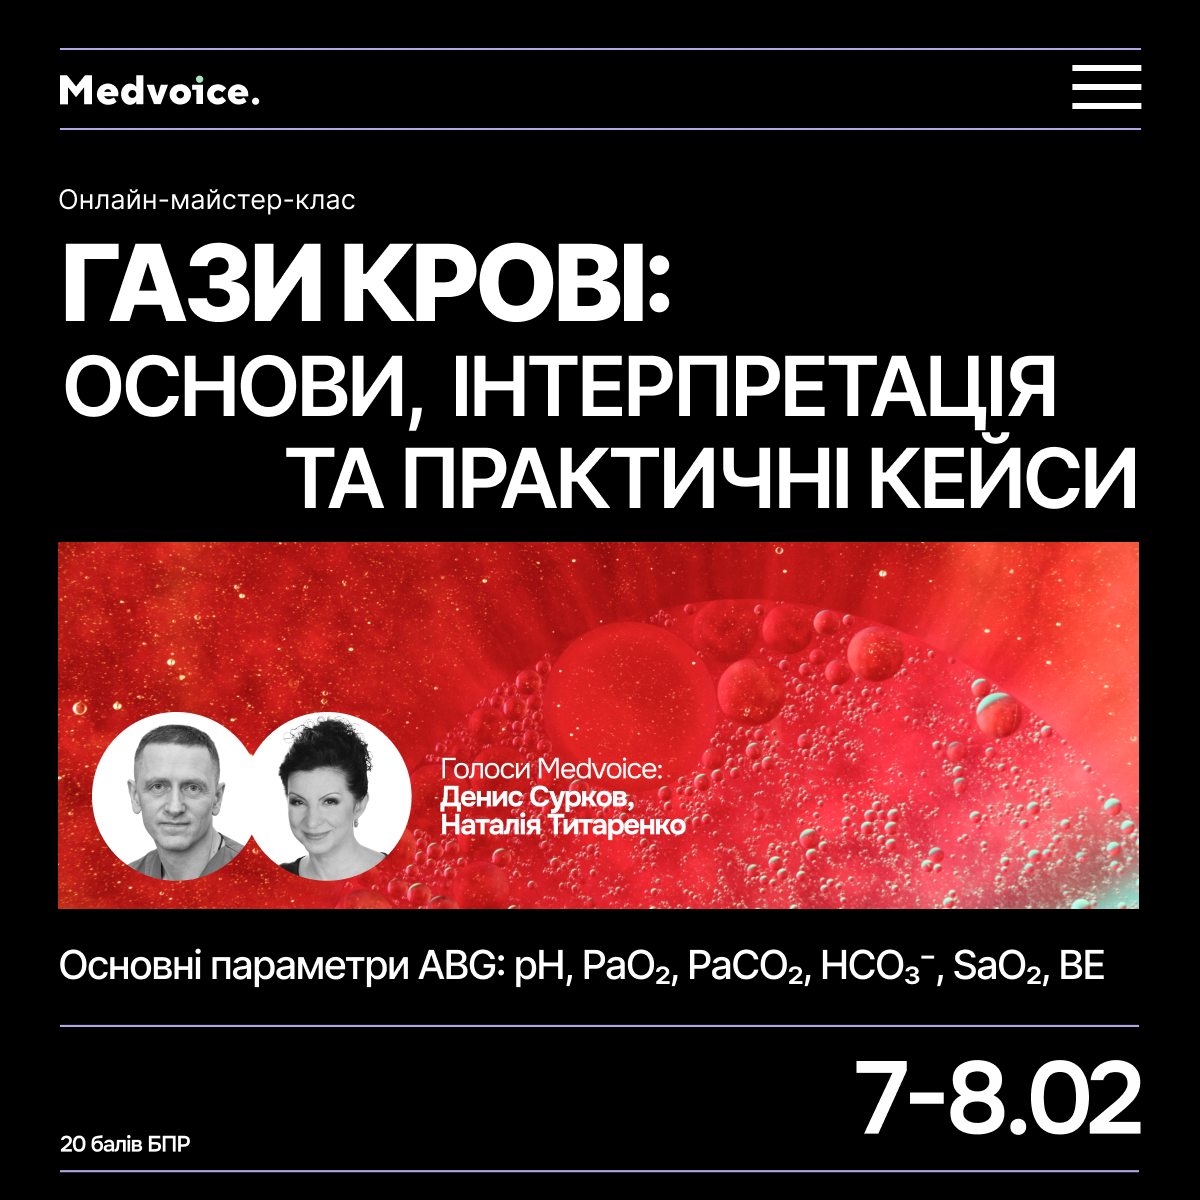 Medvoice.
Онлайн-майстер-клас
ГАЗИ КРОВІ:
ОСНОВИ, ІНТЕРПРЕТАЦІЯ
ТА ПРАКТИЧНІ КЕЙСИ
Голоси Medvoice:
Денис Сурков,
Наталія Титаренко
Основні параметри ABG: pH, PaO₂, PaCO₂, HCO₃⁻, SaO₂, BE
7-8.02
20 балів БПР